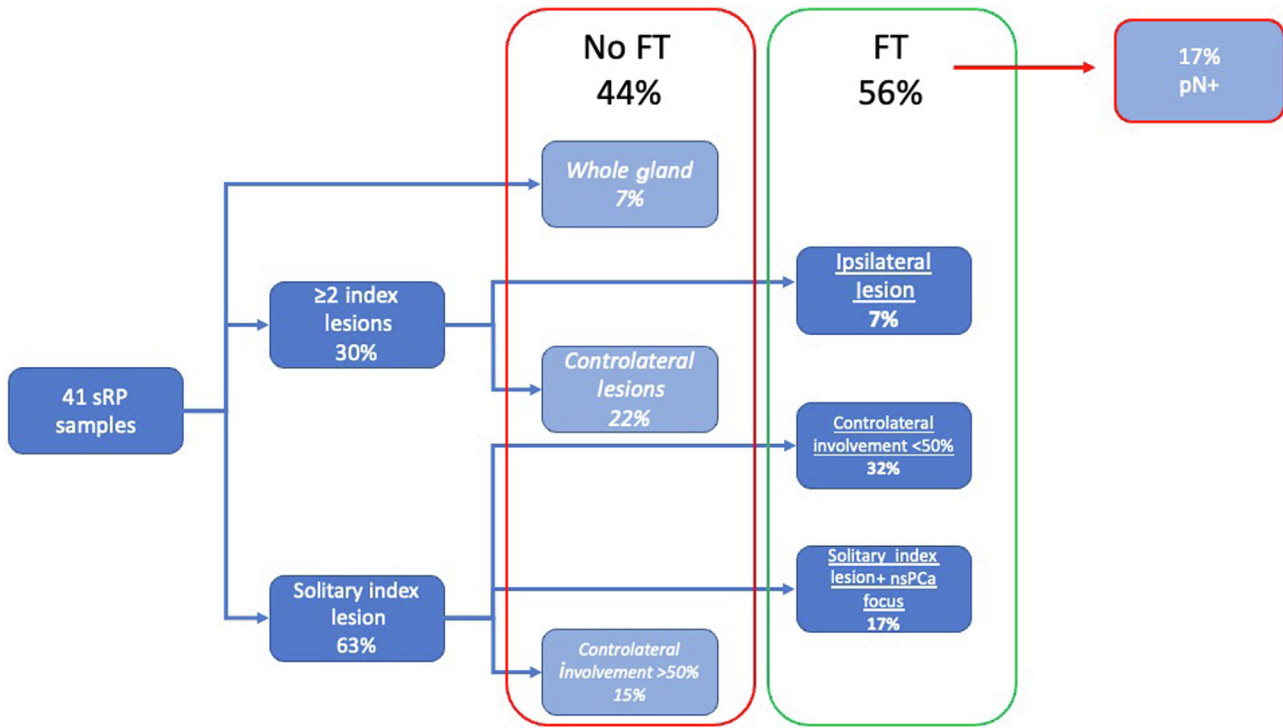 No FT
44%
FT
56%
17%
pN+
Whole gland
7%
≥2 index
lesions
30%
Ipsilateral
lesion
7%
Controlateral
lesions
22%
41 sRP
samples
Controlateral
involvement <50%
32%
Solitary index
lesion+ nsPCa
focus
17%
Solitary index
lesion
63%
Controlateral
involvement >50%
15%